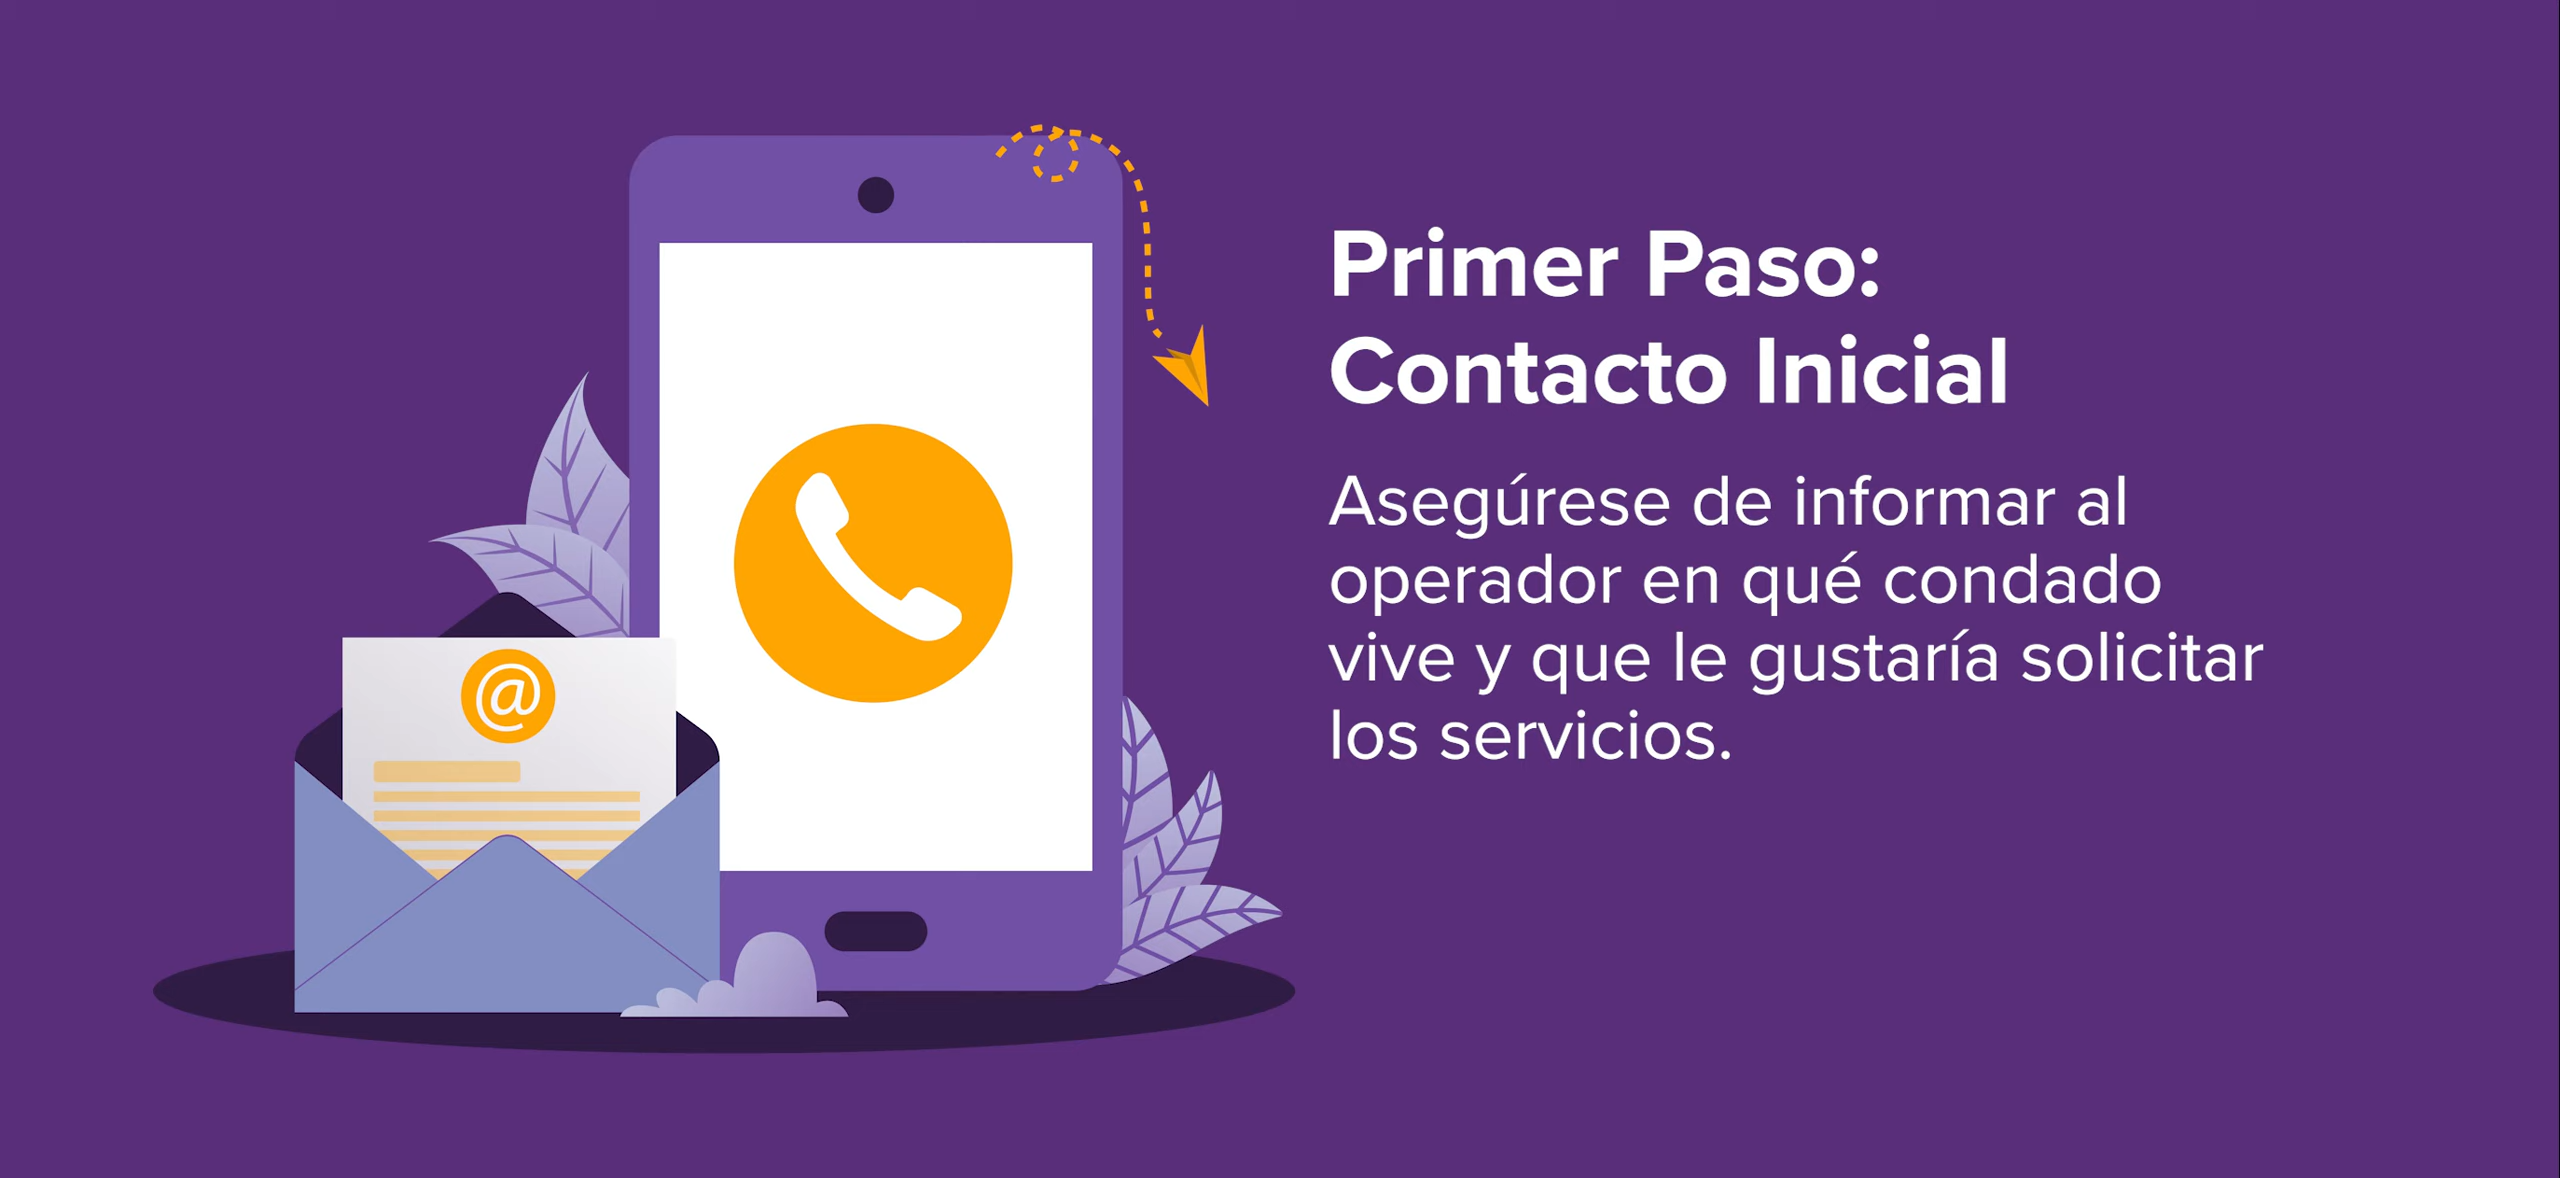 Primer Paso:
Contacto Inicial
Asegúrese de informar al
operador en qué condado
vive y que le gustaría solicitar
los servicios.
@